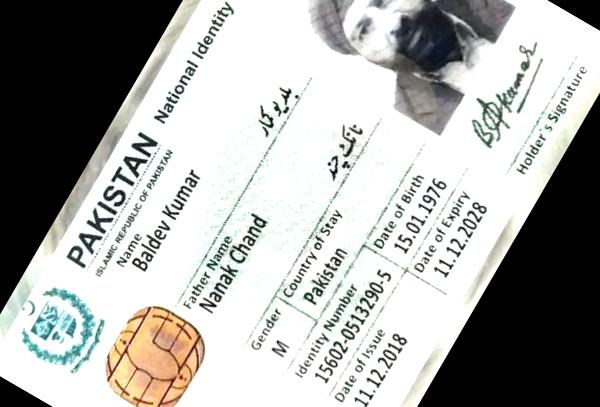 PAKISTAN National Identity
ISLAMIC REPUBLIC OF PAKISTAN
Name
Baldev Kumar
بلدیو کمار
Father Name
Nanak Chand
نانک چند
Gender
Country of Stay
M
Pakistan
Identity Number
Date of Birth
15602-0513290-5
15.01.1976
Date of Issue
Date of Expiry
11.12.2018
11.12.2028
Holder's Signature